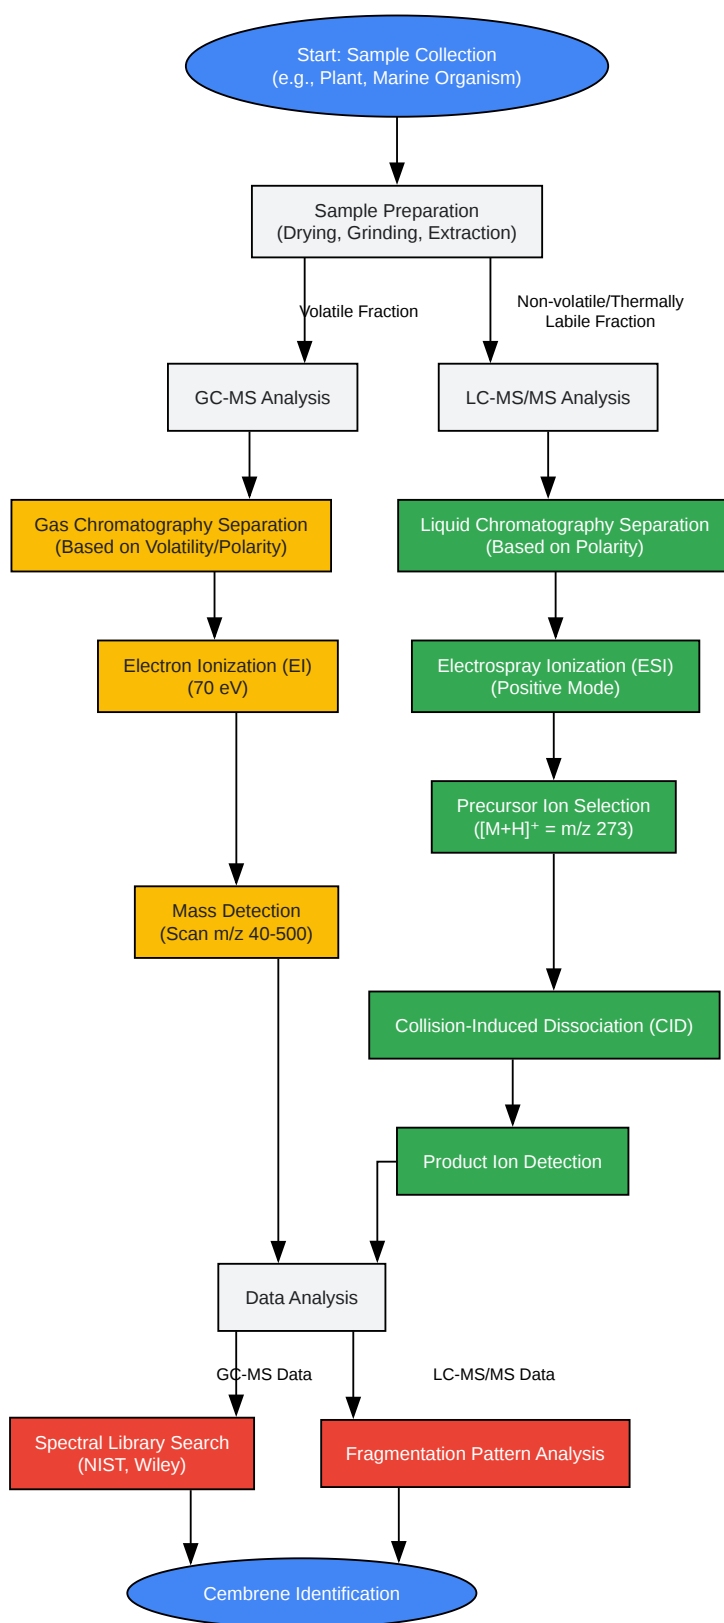 Start: Sample Collection
(e.g., Plant, Marine Organism)
Sample Preparation
(Drying, Grinding, Extraction)
Volatile Fraction
Non-volatile/Thermally
Labile Fraction
GC-MS Analysis
LC-MS/MS Analysis
Gas Chromatography Separation
(Based on Volatility/Polarity)
Liquid Chromatography Separation
(Based on Polarity)
Electron Ionization (EI)
(70 eV)
Electrospray Ionization (ESI)
(Positive Mode)
Precursor Ion Selection
([M+H]⁺ = m/z 273)
Mass Detection
(Scan m/z 40-500)
Collision-Induced Dissociation (CID)
Product Ion Detection
Data Analysis
GC-MS Data
LC-MS/MS Data
Spectral Library Search
(NIST, Wiley)
Fragmentation Pattern Analysis
Cembrene Identification